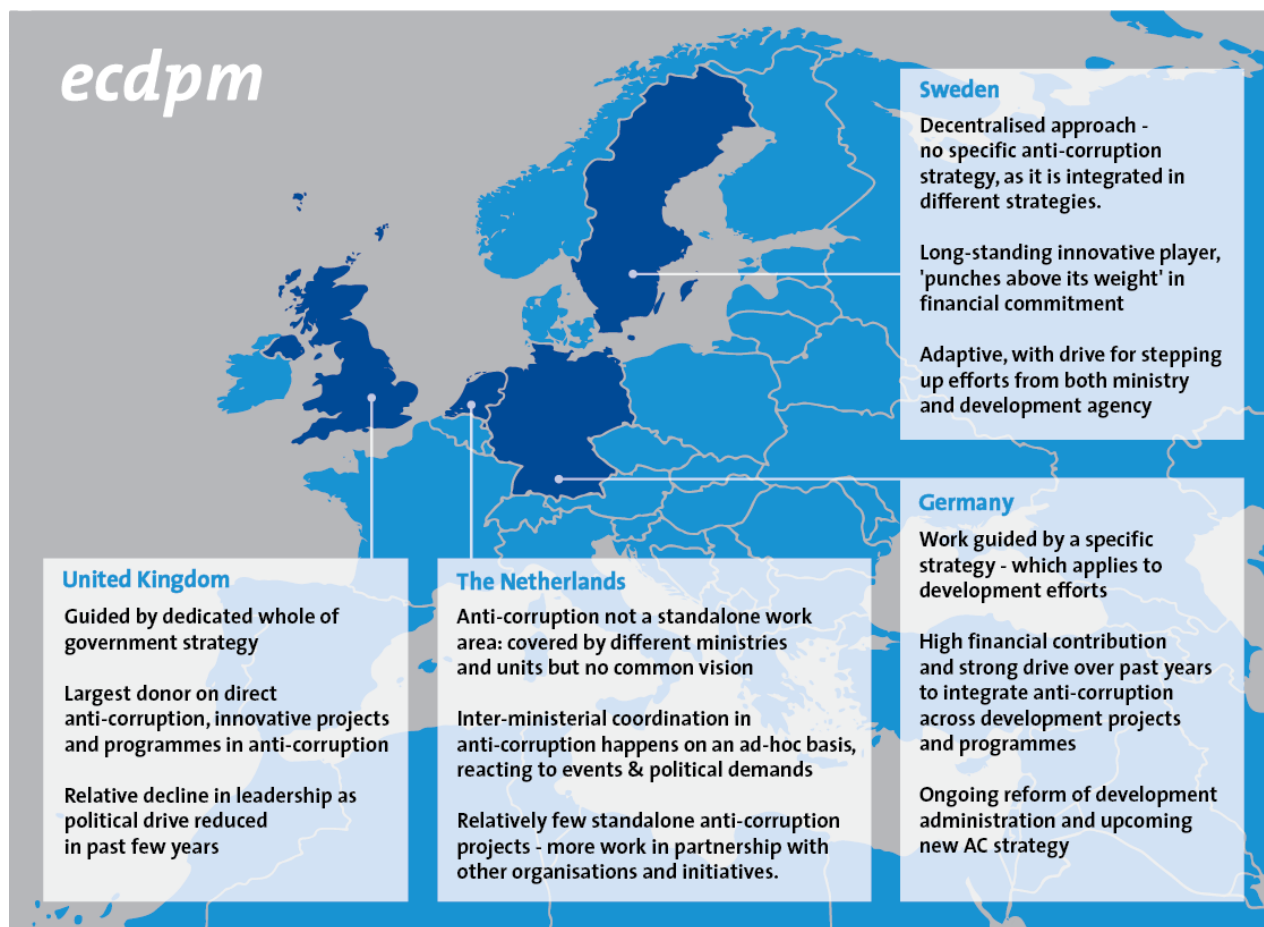 ecdpm
Sweden
Decentralised approach -
no specific anti-corruption
strategy, as it is integrated in
different strategies.
Long-standing innovative player,
'punches above its weight' in
financial commitment
Adaptive, with drive for stepping
up efforts from both ministry
and development agency
Germany
Work guided by a specific
strategy - which applies to
development efforts
High financial contribution
and strong drive over past years
to integrate anti-corruption
across development projects
and programmes
Ongoing reform of development
administration and upcoming
new AC strategy
United Kingdom
Guided by dedicated whole of
government strategy
Largest donor on direct
anti-corruption, innovative projects
and programmes in anti-corruption
Relative decline in leadership as
political drive reduced
in past few years
The Netherlands
Anti-corruption not a standalone work
area: covered by different ministries
and units but no common vision
Inter-ministerial coordination in
anti-corruption happens on an ad-hoc basis,
reacting to events & political demands
Relatively few standalone anti-corruption
projects - more work in partnership with
other organisations and initiatives.